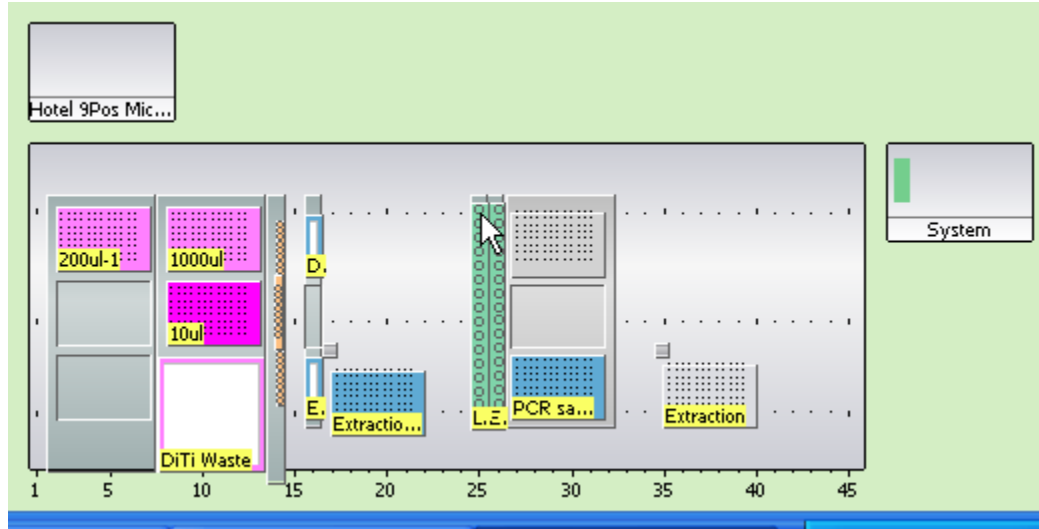 Hotel 9Pos Mic...
System
200ul-1
1000ul
D.
10ul
E.
Extractio...
L.
E.
PCR sa...
Extraction
DiTi Waste
1 5 10 15 20 25 30 35 40 45